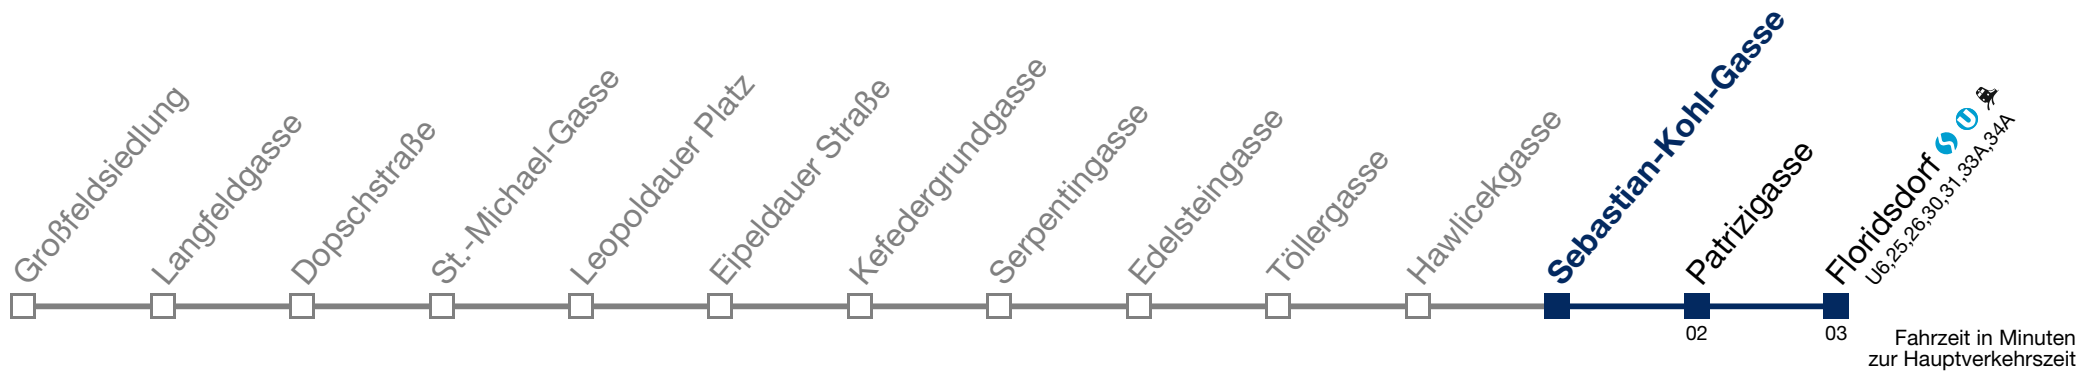 Großfeldsiedlung
Langfeldgasse
Dopschstraße
St.-Michael-Gasse
Leopoldauer Platz
Eipeldauer Straße
Kefedergrundgasse
Serpentingasse
Edelsteingasse
Töllergasse
Hawlicekgasse
Sebastian-Kohl-Gasse
Patrizigasse
Floridsdorf S U
U6,25,26,30,31,33A,34A
02
03
Fahrzeit in Minuten
zur Hauptverkehrszeit